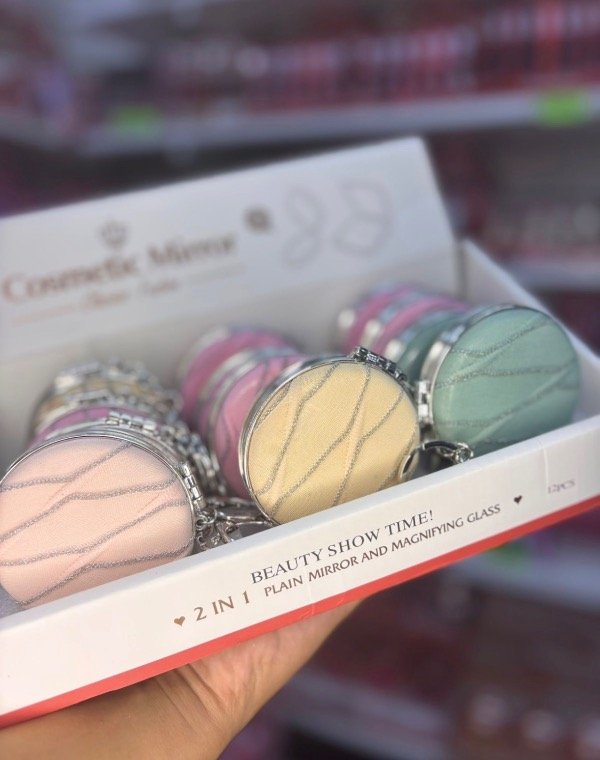 Cosmetic Mirror
BEAUTY SHOW TIME!
♥ 2 IN 1 PLAIN MIRROR AND MAGNIFYING GLASS ♥
12PCS